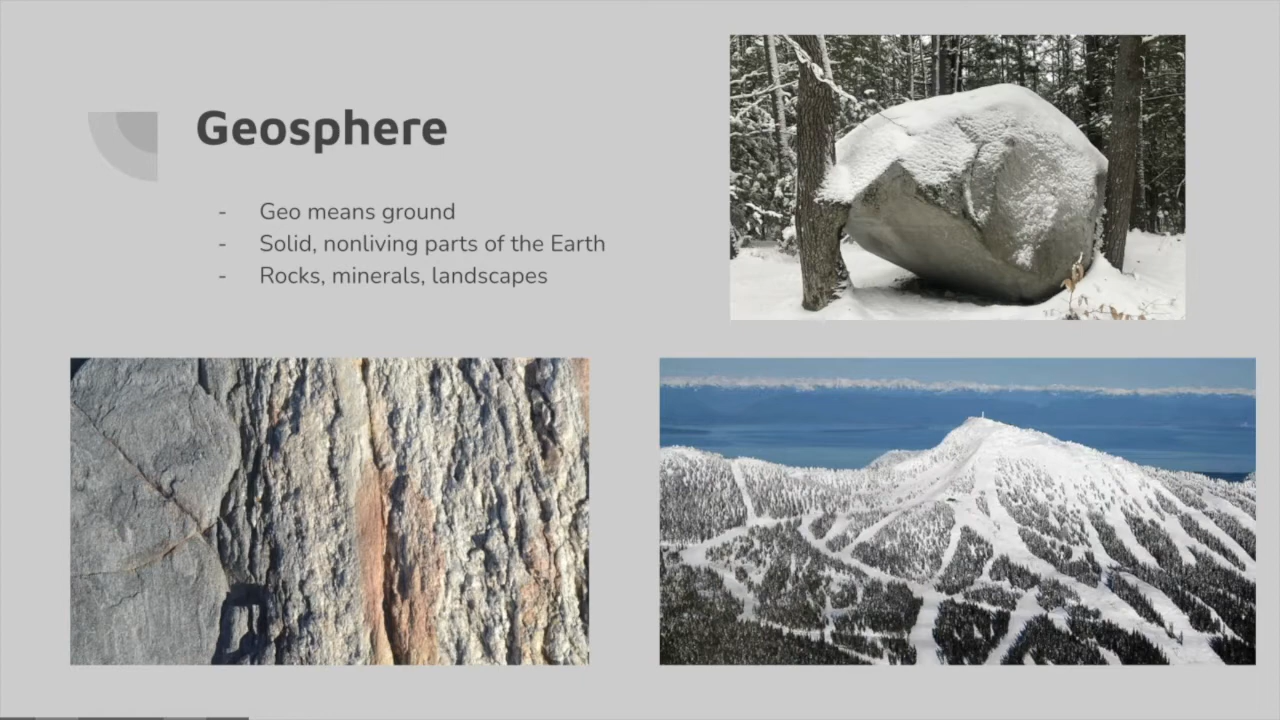 Geosphere
- Geo means ground
- Solid, nonliving parts of the Earth
- Rocks, minerals, landscapes